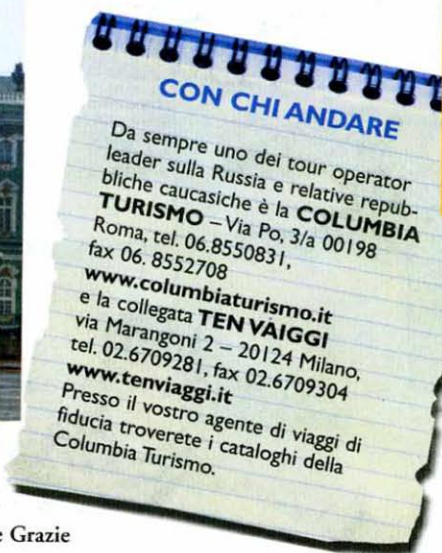 CON CHI ANDARE
Da sempre uno dei tour operator
leader sulla Russia e relative repub-
bliche caucasiche è la COLUMBIA
TURISMO – Via Po, 3/a 00198
Roma, tel. 06.8550831,
fax 06. 8552708
www.columbiaturismo.it
e la collegata TEN VAIGGI
via Marangoni 2 – 20124 Milano,
tel. 02.6709281, fax 02.6709304
www.tenviaggi.it
Presso il vostro agente di viaggi di
fiducia troverete i cataloghi della
Columbia Turismo.
e Grazie